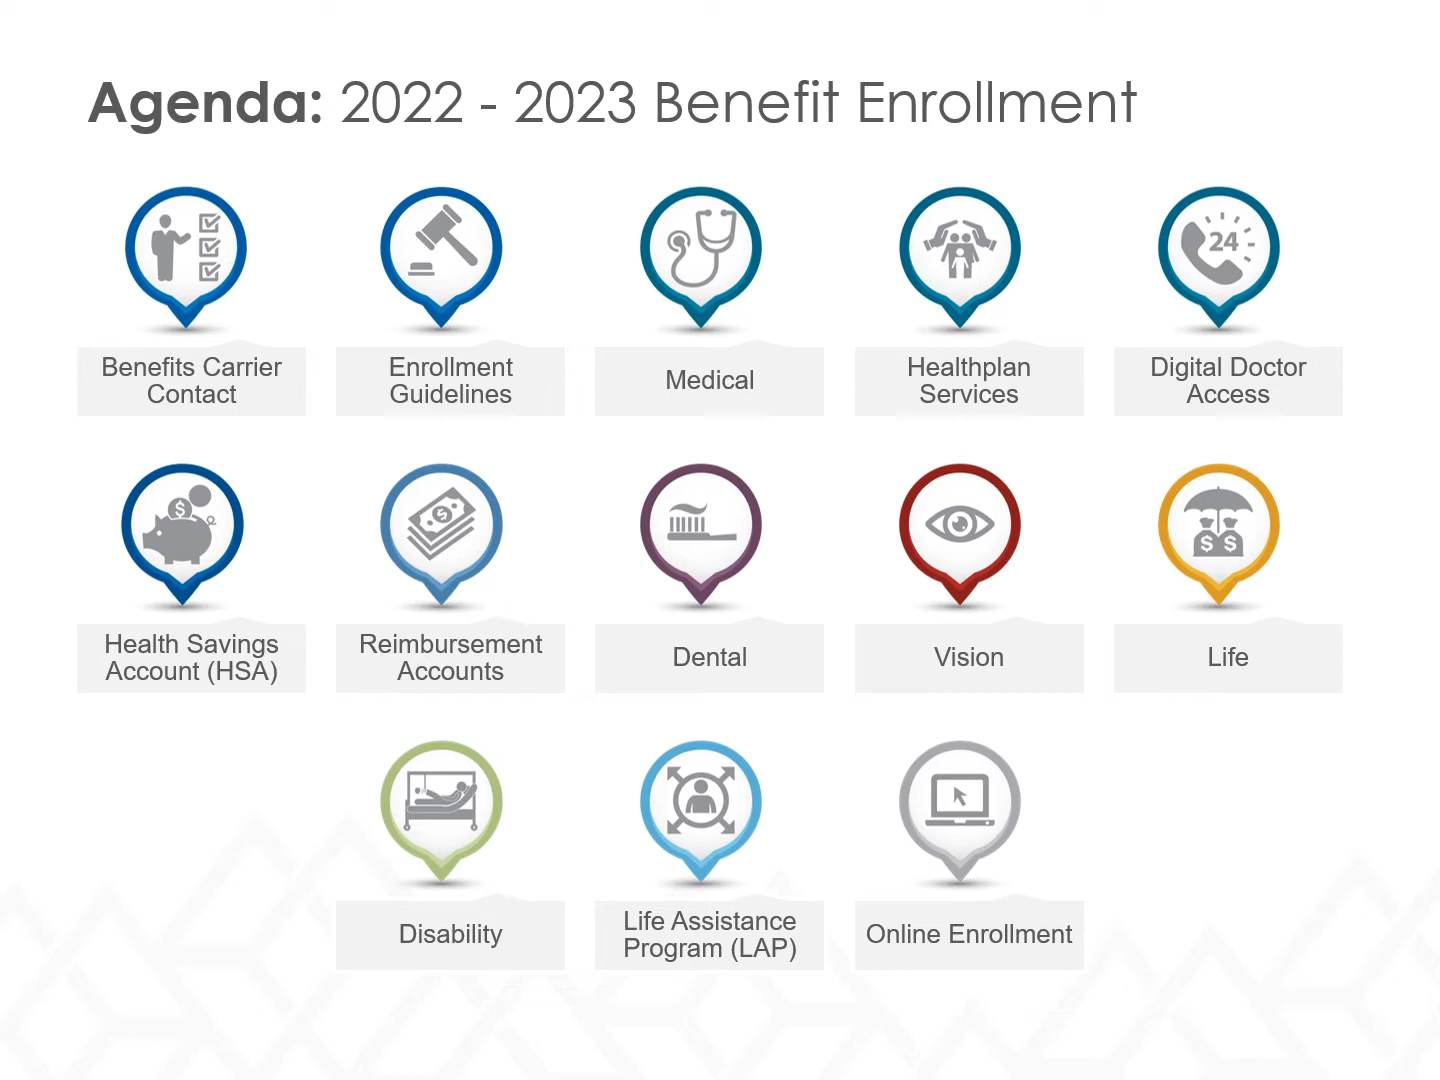 Agenda: 2022 - 2023 Benefit Enrollment
24
Benefits Carrier
Contact
Enrollment
Guidelines
Medical
Healthplan
Services
Digital Doctor
Access
$
$
$ $
Health Savings
Account (HSA)
Reimbursement
Accounts
Dental
Vision
Life
Disability
Life Assistance
Program (LAP)
Online Enrollment